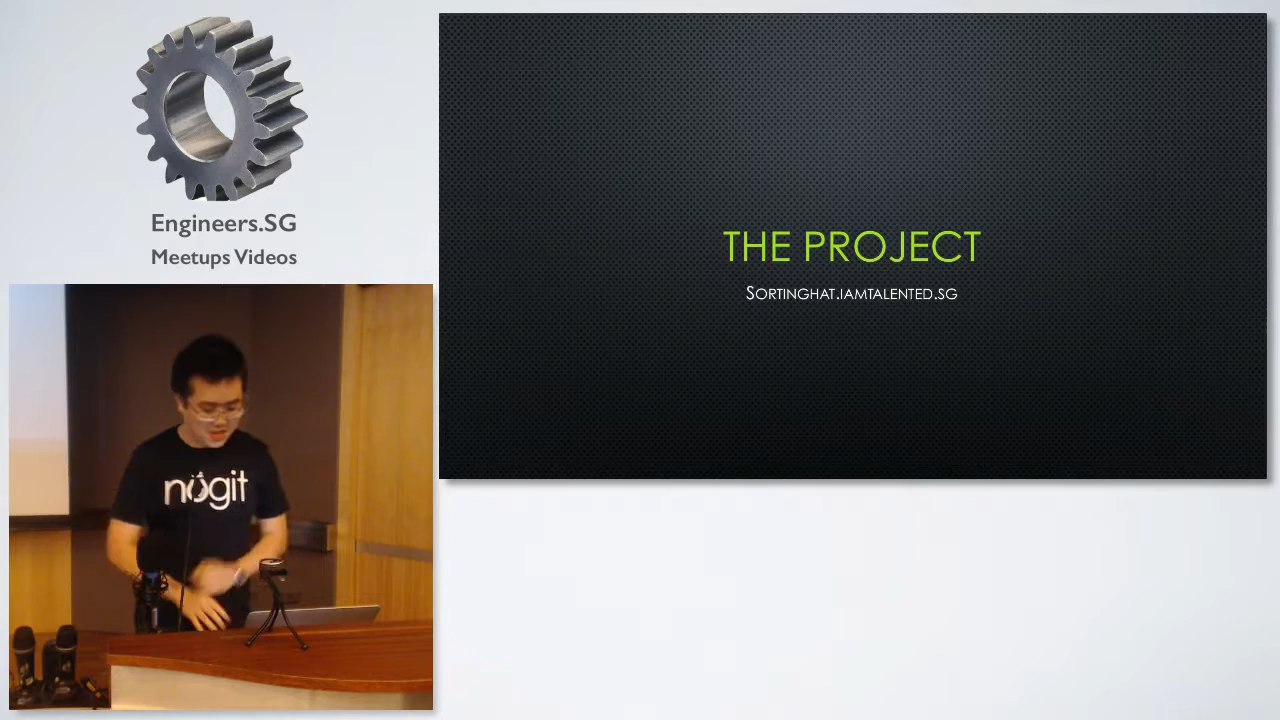 Engineers.SG
Meetups Videos
THE PROJECT
SORTINGHAT.IAMTALENTED.SG
nogit